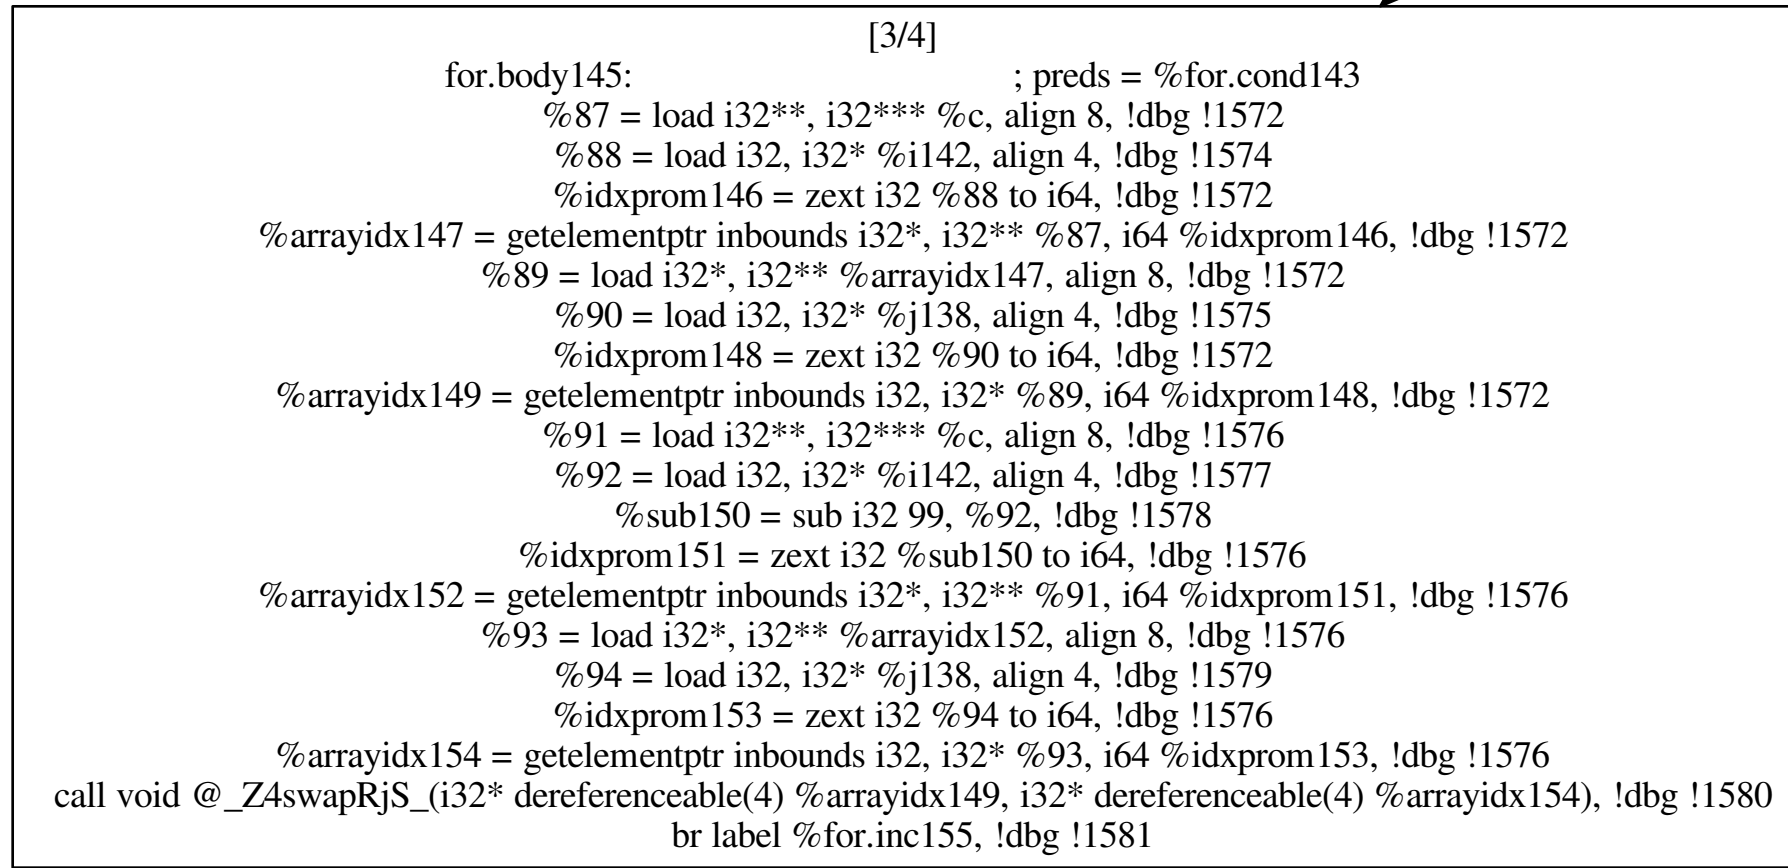 [3/4]
for.body145: ; preds = %for.cond143
%87 = load i32**, i32*** %c, align 8, !dbg !1572
%88 = load i32, i32* %i142, align 4, !dbg !1574
%idxprom146 = zext i32 %88 to i64, !dbg !1572
%arrayidx147 = getelementptr inbounds i32*, i32** %87, i64 %idxprom146, !dbg !1572
%89 = load i32*, i32** %arrayidx147, align 8, !dbg !1572
%90 = load i32, i32* %j138, align 4, !dbg !1575
%idxprom148 = zext i32 %90 to i64, !dbg !1572
%arrayidx149 = getelementptr inbounds i32, i32* %89, i64 %idxprom148, !dbg !1572
%91 = load i32**, i32*** %c, align 8, !dbg !1576
%92 = load i32, i32* %i142, align 4, !dbg !1577
%sub150 = sub i32 99, %92, !dbg !1578
%idxprom151 = zext i32 %sub150 to i64, !dbg !1576
%arrayidx152 = getelementptr inbounds i32*, i32** %91, i64 %idxprom151, !dbg !1576
%93 = load i32*, i32** %arrayidx152, align 8, !dbg !1576
%94 = load i32, i32* %j138, align 4, !dbg !1579
%idxprom153 = zext i32 %94 to i64, !dbg !1576
%arrayidx154 = getelementptr inbounds i32, i32* %93, i64 %idxprom153, !dbg !1576
call void @_Z4swapRjS_(i32* dereferenceable(4) %arrayidx149, i32* dereferenceable(4) %arrayidx154), !dbg !1580
br label %for.inc155, !dbg !1581